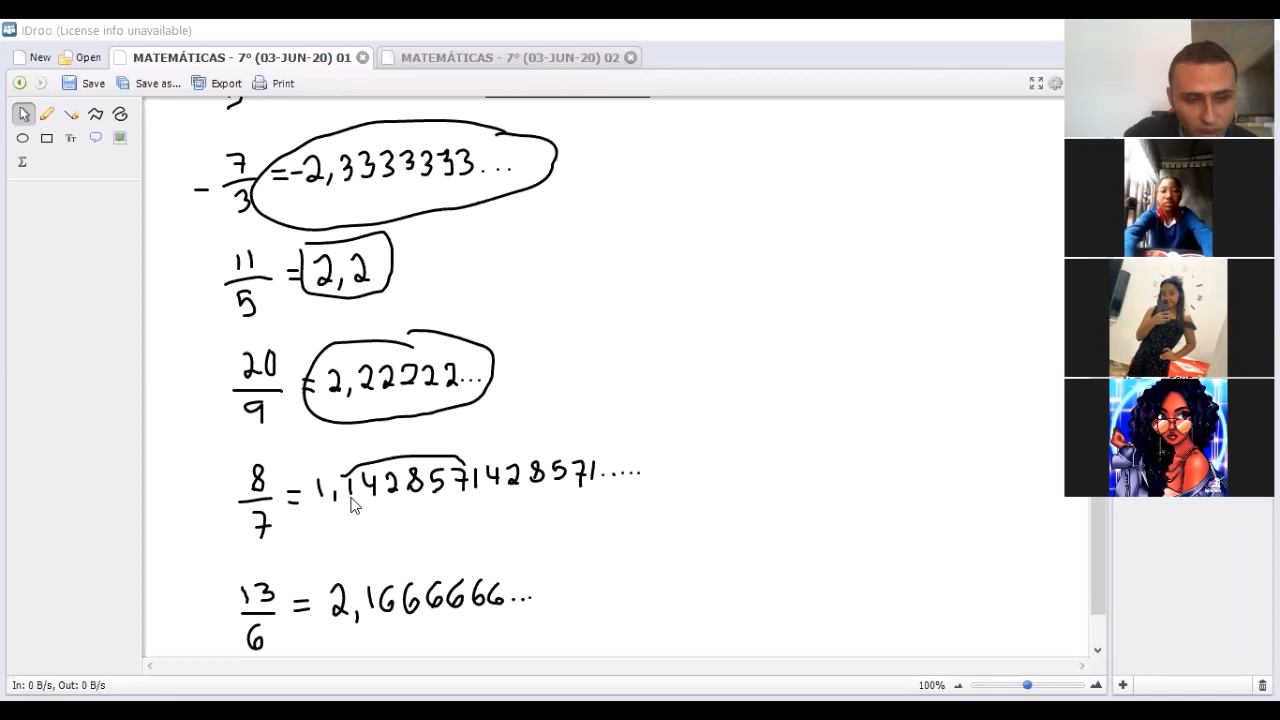 iDroo (License info unavailable)
New Open MATEMÁTICAS - 7º (03-JUN-20) 01 MATEMÁTICAS - 7º (03-JUN-20) 02
Save Save as... Export Print
- 7/3 = -2,3333333...
11/5 = 2,2
20/9 = 2,22222...
8/7 = 1,1428571428571.....
13/6 = 2,1666666...
In: 0 B/s, Out: 0 B/s 100%